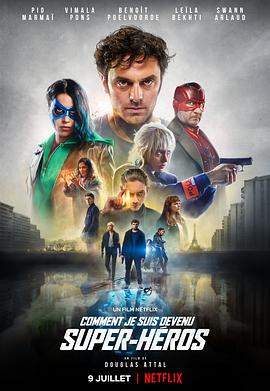 PIO MARMAÏ
VIMALA PONS
BENOÎT POELVOORDE
LEÏLA BEKHTI
SWANN ARLAUD
UN FILM NETFLIX
COMMENT JE SUIS DEVENU
SUPER-HÉROS
UN FILM DE
DOUGLAS ATTAL
9 JUILLET | NETFLIX